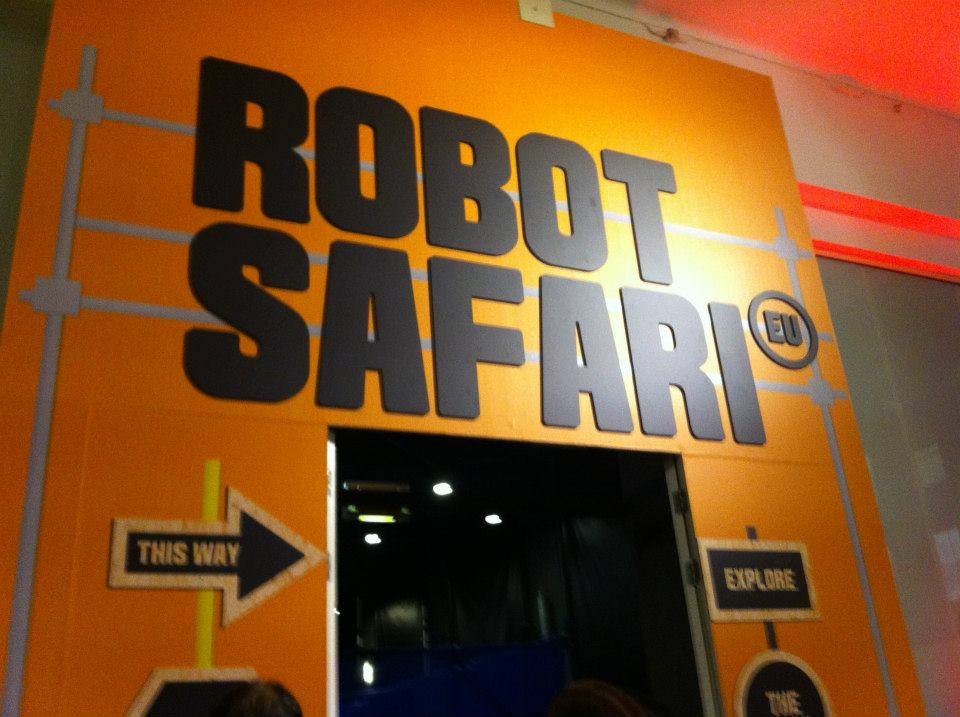 ROBOT
SAFARI
EU
THIS WAY
EXPLORE
THE